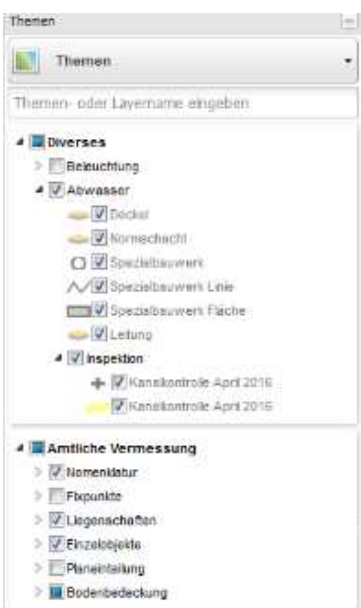 Themen
Themen
Themen- oder Layername eingeben
Diverses
Beleuchtung
Abwasser
Deckel
Normschacht
Spezialbauwerk
Spezialbauwerk Linie
Spezialbauwerk Fläche
Leitung
Inspektion
Kanalkontrolle April 2016
Kanalkontrolle April 2016
Amtliche Vermessung
Nomenklatur
Fixpunkte
Liegenschaften
Einzelobjekte
Planeinteilung
Bodenbedeckung